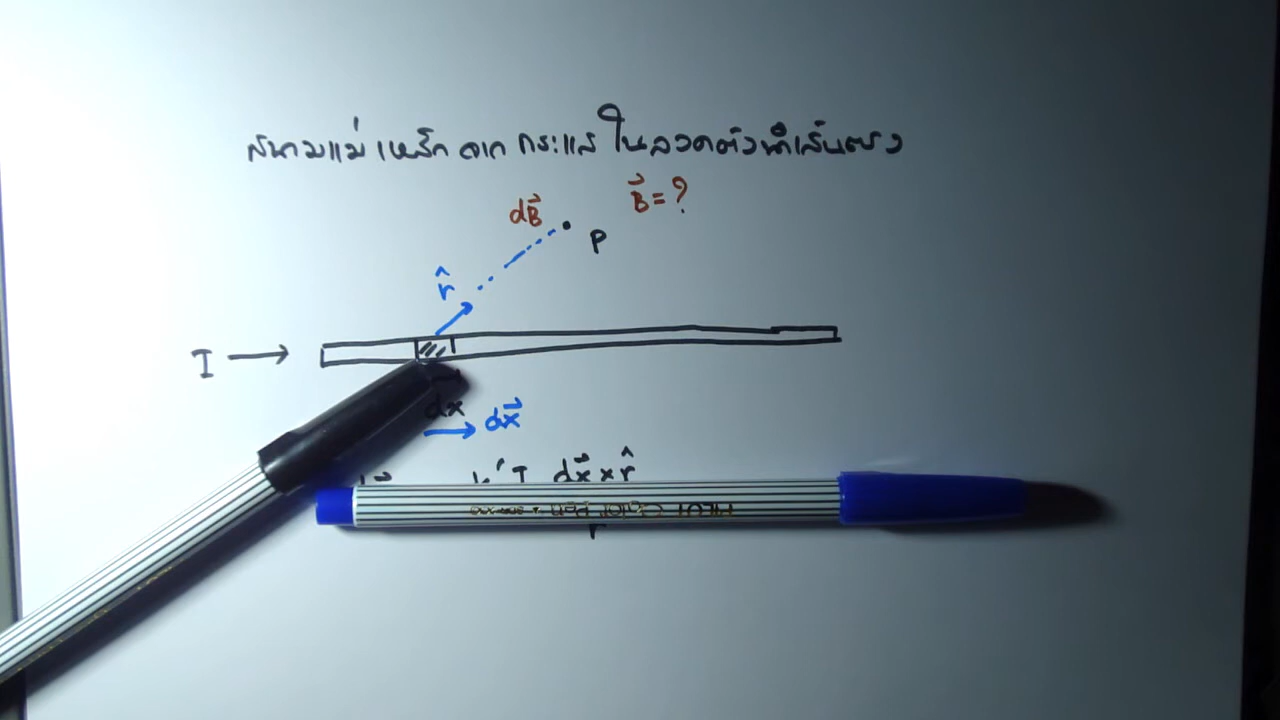 สนามแม่เหล็กจากกระแสในลวดตัวนำเส้นตรง
dB⃗ B⃗=?
P
r̂
I
dx
dx⃗
k'I dx⃗ x r̂
r